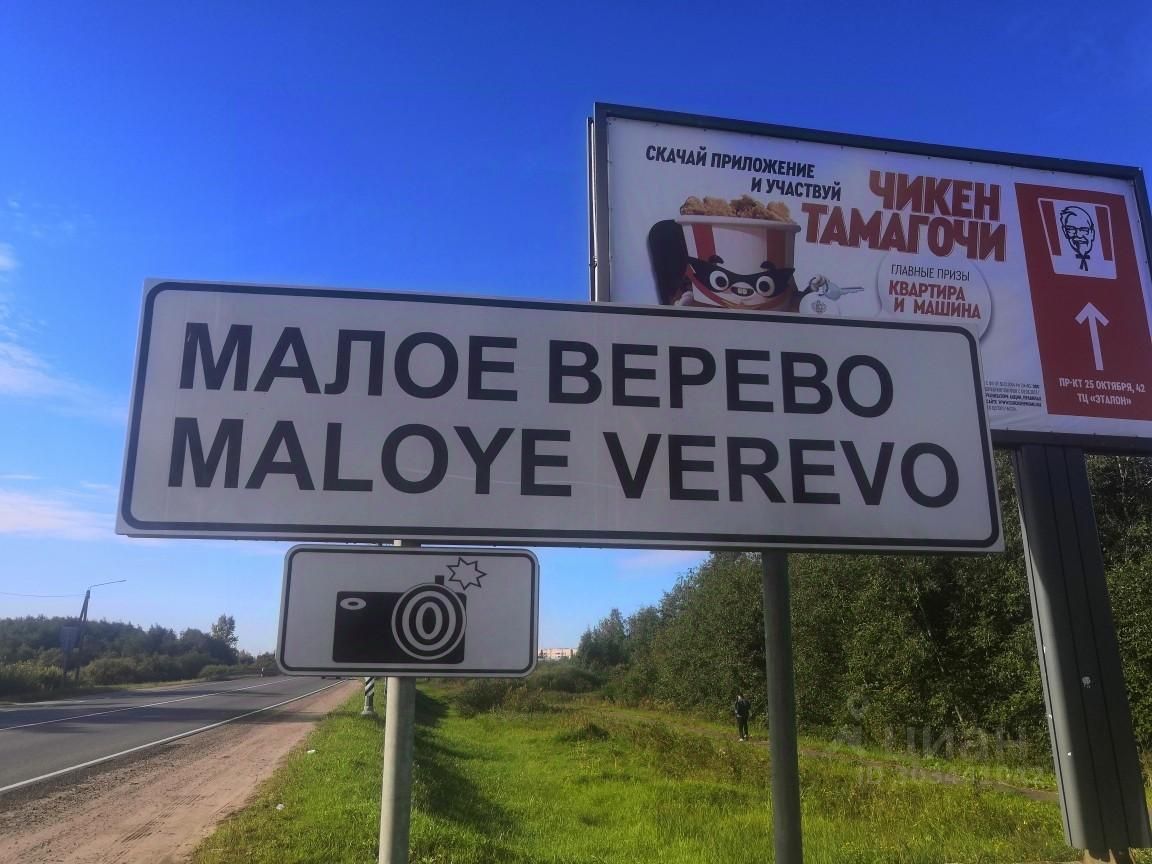 СКАЧАЙ ПРИЛОЖЕНИЕ
И УЧАСТВУЙ
ЧИКЕН
ТАМАГОЧИ
ГЛАВНЫЕ ПРИЗЫ
КВАРТИРА
И МАШИНА
ПР-КТ 25 ОКТЯБРЯ, 42
ТЦ «ЭТАЛОН»
МАЛОЕ ВЕРЕВО
MALOYE VEREVO
циан